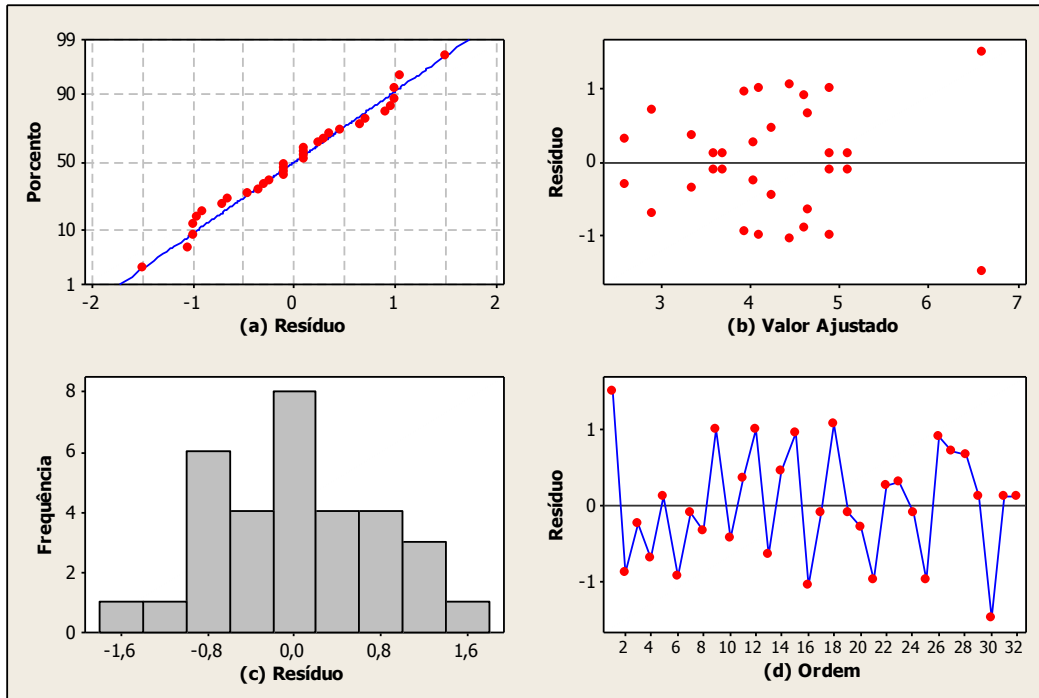 99
90
50
10
1
Porcento
-2 -1 0 1 2
(a) Resíduo
1
0
-1
Resíduo
3 4 5 6 7
(b) Valor Ajustado
8
6
4
2
0
Frequência
-1,6 -0,8 0,0 0,8 1,6
(c) Resíduo
1
0
-1
Resíduo
2 4 6 8 10 12 14 16 18 20 22 24 26 28 30 32
(d) Ordem